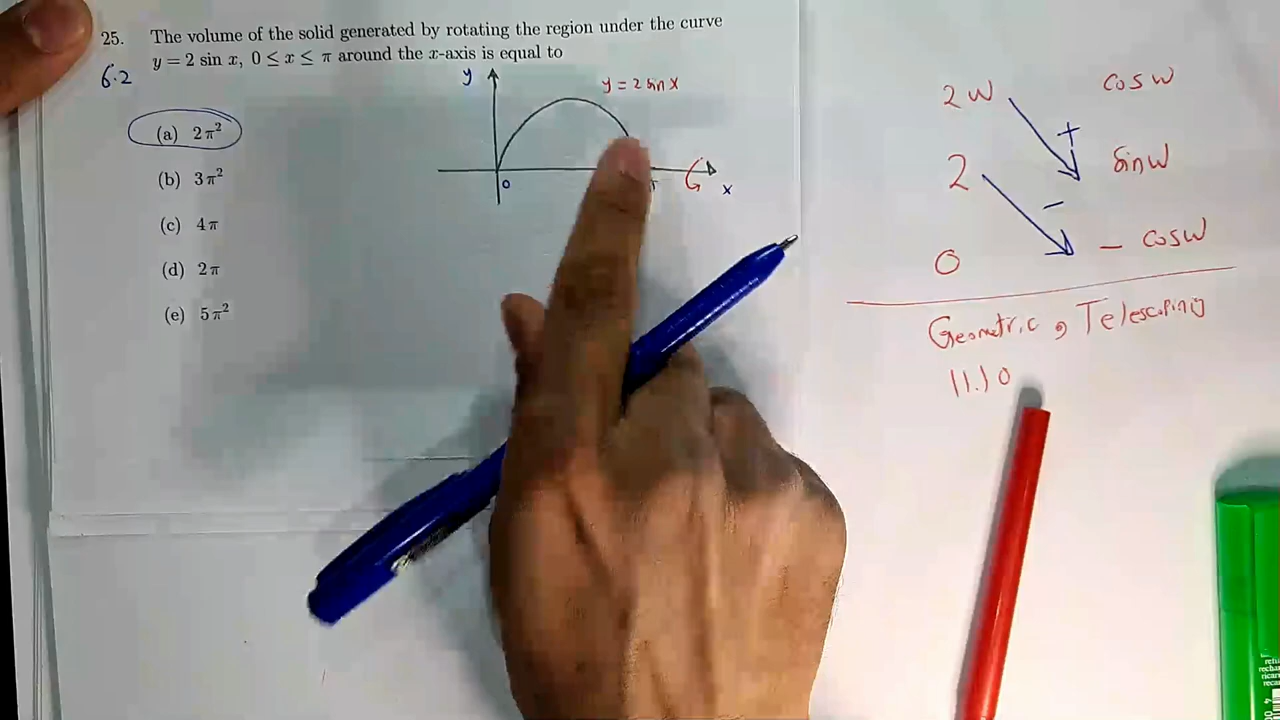 25. The volume of the solid generated by rotating the region under the curve
y = 2 sin x, 0 ≤ x ≤ π around the x-axis is equal to
6.2
y
y = 2 sin x
0
x
(a) 2π²
(b) 3π²
(c) 4π
(d) 2π
(e) 5π²
2w cos w
+
2 sin w
−
0 − cos w
Geometric, Telescoping
11.10